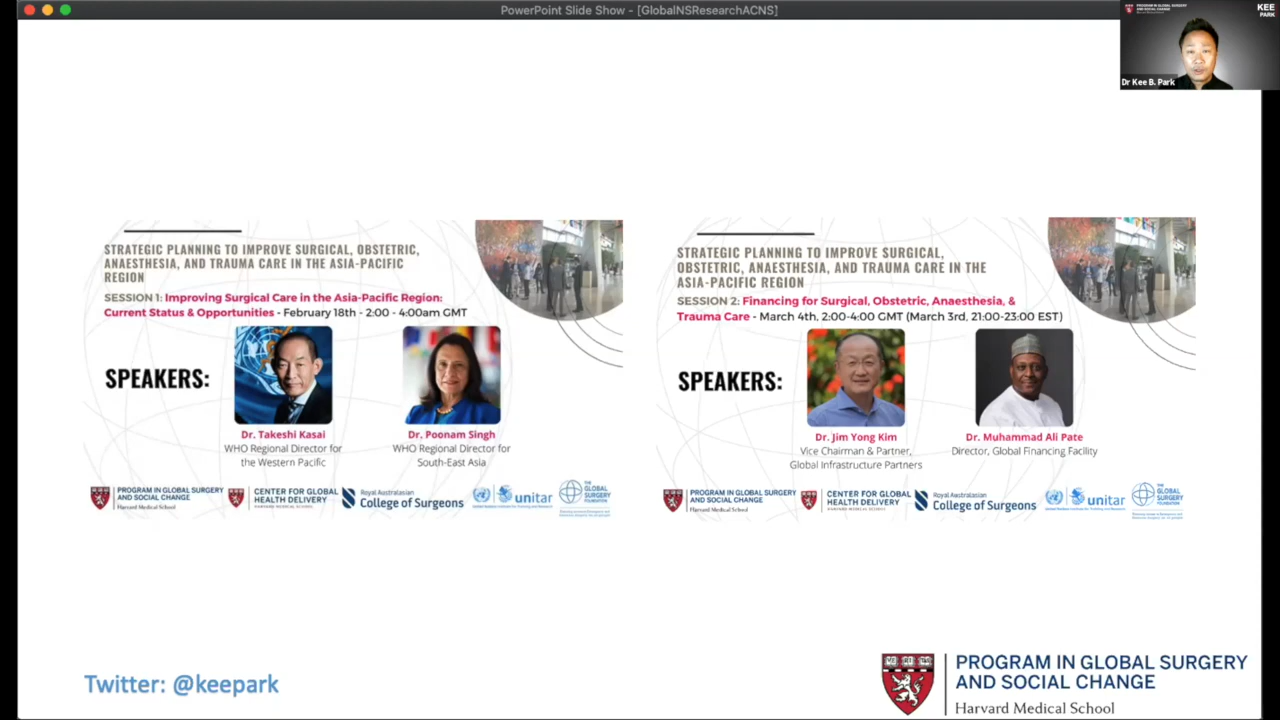 PowerPoint Slide Show - [GlobalNSResearchACNS]
KEE
PARK
Dr Kee B. Park
STRATEGIC PLANNING TO IMPROVE SURGICAL, OBSTETRIC,
ANAESTHESIA, AND TRAUMA CARE IN THE ASIA-PACIFIC
REGION
SESSION 1: Improving Surgical Care in the Asia-Pacific Region:
Current Status & Opportunities - February 18th - 2:00 - 4:00am GMT
SPEAKERS:
Dr. Takeshi Kasai
WHO Regional Director for
the Western Pacific
Dr. Poonam Singh
WHO Regional Director for
South-East Asia
PROGRAM IN GLOBAL SURGERY
AND SOCIAL CHANGE
Harvard Medical School
CENTER FOR GLOBAL
HEALTH DELIVERY
HARVARD MEDICAL SCHOOL
Royal Australasian
College of Surgeons
unitar
THE
GLOBAL
SURGERY
FOUNDATION
STRATEGIC PLANNING TO IMPROVE SURGICAL,
OBSTETRIC, ANAESTHESIA, AND TRAUMA CARE IN THE
ASIA-PACIFIC REGION
SESSION 2: Financing for Surgical, Obstetric, Anaesthesia, &
Trauma Care - March 4th, 2:00-4:00 GMT (March 3rd, 21:00-23:00 EST)
SPEAKERS:
Dr. Jim Yong Kim
Vice Chairman & Partner,
Global Infrastructure Partners
Dr. Muhammad Ali Pate
Director, Global Financing Facility
PROGRAM IN GLOBAL SURGERY
AND SOCIAL CHANGE
Harvard Medical School
CENTER FOR GLOBAL
HEALTH DELIVERY
HARVARD MEDICAL SCHOOL
Royal Australasian
College of Surgeons
unitar
THE
GLOBAL
SURGERY
FOUNDATION
Twitter: @keepark
PROGRAM IN GLOBAL SURGERY
AND SOCIAL CHANGE
Harvard Medical School